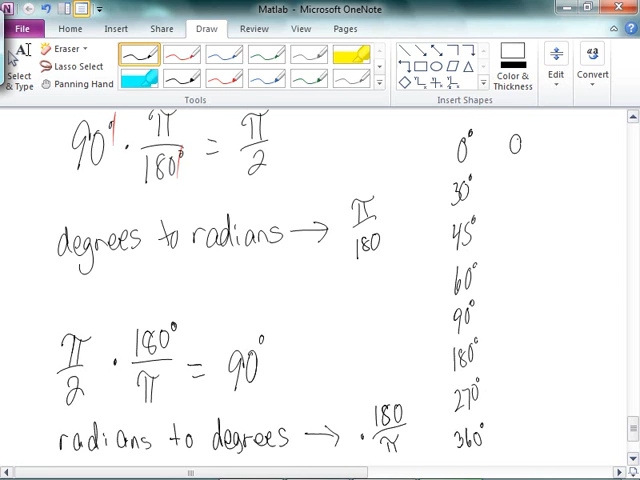 Matlab - Microsoft OneNote
File Home Insert Share Draw View Pages
Select & Type
Eraser
Lasso Select
Panning Hand
Color & Thickness
Edit
Convert
Tools
Insert Shapes
90° · π/180° = π/2
degrees to radians → π/180
π/2 · 180°/π = 90°
radians to degrees → · 180/π
0° 0
30°
45°
60°
90°
180°
270°
360°